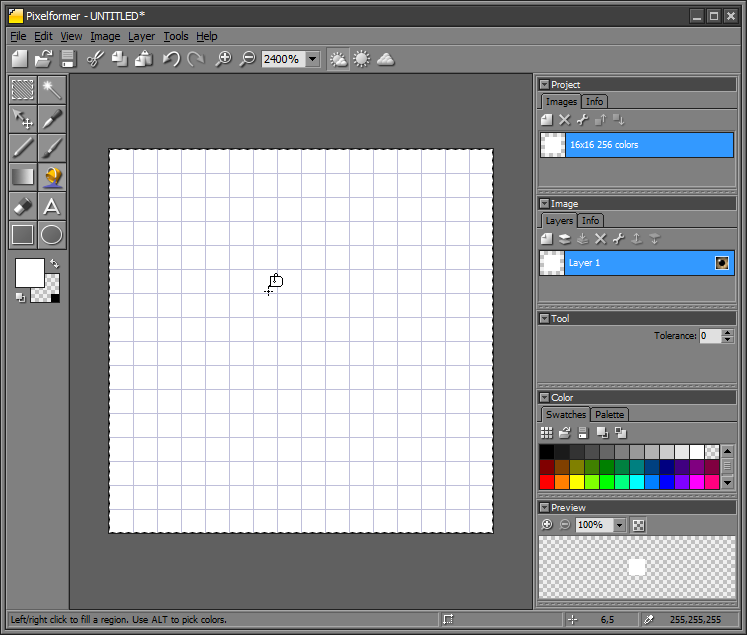 Pixelformer - UNTITLED*
File Edit View Image Layer Tools Help
2400%
Project
Images Info
16x16 256 colors
Image
Layers Info
Layer 1
Tool
Tolerance: 0
Color
Swatches Palette
Preview
100%
A
Left/right click to fill a region. Use ALT to pick colors.
6,5
255,255,255